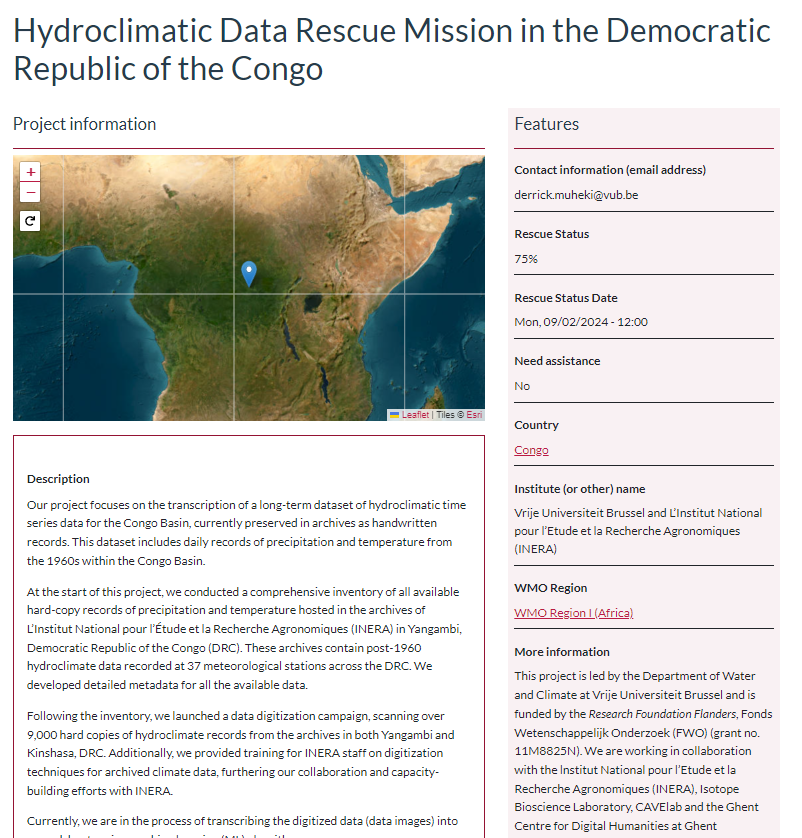 Hydroclimatic Data Rescue Mission in the Democratic
Republic of the Congo
Project information
+
−
Leaflet | Tiles © Esri
Description
Our project focuses on the transcription of a long-term dataset of hydroclimatic time
series data for the Congo Basin, currently preserved in archives as handwritten
records. This dataset includes daily records of precipitation and temperature from
the 1960s within the Congo Basin.
At the start of this project, we conducted a comprehensive inventory of all available
hard-copy records of precipitation and temperature hosted in the archives of
L’Institut National pour l’Étude et la Recherche Agronomiques (INERA) in Yangambi,
Democratic Republic of the Congo (DRC). These archives contain post-1960
hydroclimate data recorded at 37 meteorological stations across the DRC. We
developed detailed metadata for all the available data.
Following the inventory, we launched a data digitization campaign, scanning over
9,000 hard copies of hydroclimate records from the archives in both Yangambi and
Kinshasa, DRC. Additionally, we provided training for INERA staff on digitization
techniques for archived climate data, furthering our collaboration and capacity-
building efforts with INERA.
Currently, we are in the process of transcribing the digitized data (data images) into
Features
Contact information (email address)
derrick.muheki@vub.be
Rescue Status
75%
Rescue Status Date
Mon, 09/02/2024 - 12:00
Need assistance
No
Country
Congo
Institute (or other) name
Vrije Universiteit Brussel and L’Institut National
pour l’Etude et la Recherche Agronomiques
(INERA)
WMO Region
WMO Region I (Africa)
More information
This project is led by the Department of Water
and Climate at Vrije Universiteit Brussel and is
funded by the Research Foundation Flanders, Fonds
Wetenschappelijk Onderzoek (FWO) (grant no.
11M8825N). We are working in collaboration
with the Institut National pour l’Etude et la
Recherche Agronomiques (INERA), Isotope
Bioscience Laboratory, CAVElab and the Ghent
Centre for Digital Humanities at Ghent